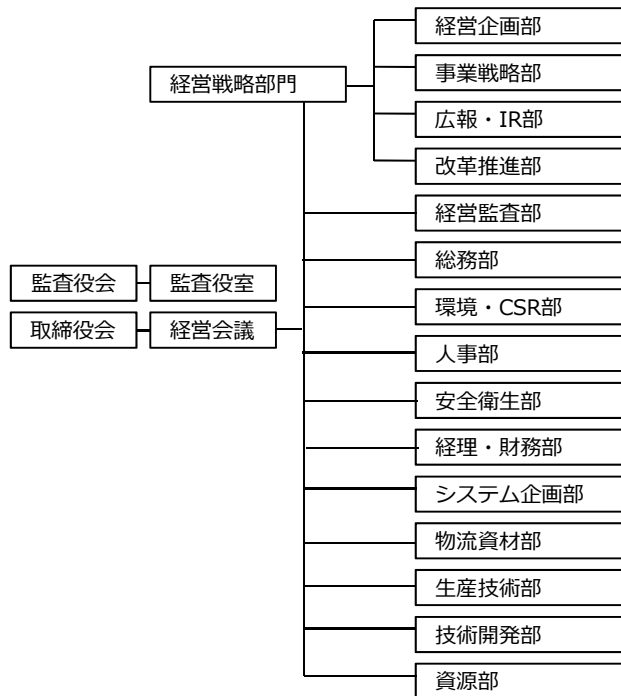 経営企画部
経営戦略部門
事業戦略部
広報・IR部
改革推進部
経営監査部
総務部
監査役会
監査役室
環境・CSR部
取締役会
経営会議
人事部
安全衛生部
経理・財務部
システム企画部
物流資材部
生産技術部
技術開発部
資源部